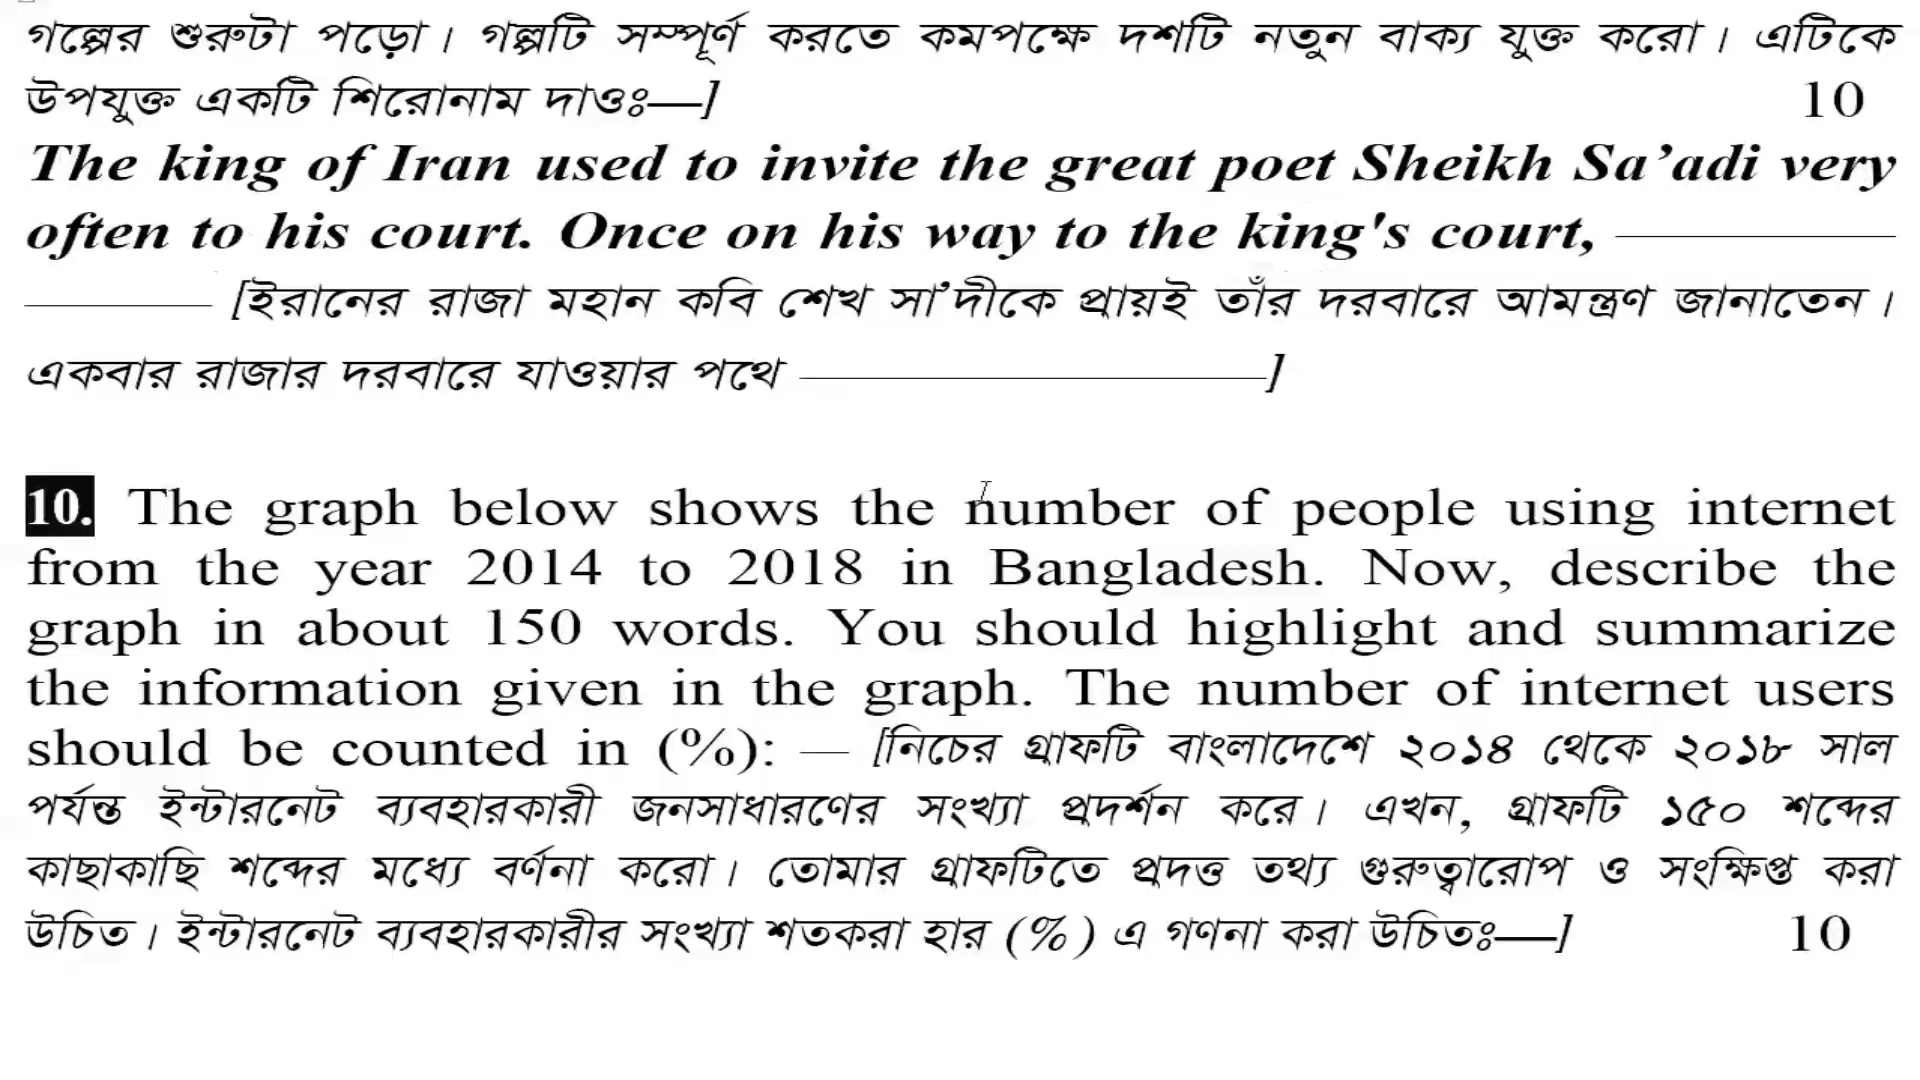 গল্পের শুরুটা পড়ো। গল্পটি সম্পূর্ণ করতে কমপক্ষে দশটি নতুন বাক্য যুক্ত করো। এটিকে
উপযুক্ত একটি শিরোনাম দাওঃ—] 10
The king of Iran used to invite the great poet Sheikh Sa’adi very
often to his court. Once on his way to the king's court, ————
———— [ইরানের রাজা মহান কবি শেখ সা’দীকে প্রায়ই তাঁর দরবারে আমন্ত্রণ জানাতেন।
একবার রাজার দরবারে যাওয়ার পথে ————————]
10. The graph below shows the number of people using internet
from the year 2014 to 2018 in Bangladesh. Now, describe the
graph in about 150 words. You should highlight and summarize
the information given in the graph. The number of internet users
should be counted in (%): — [নিচের গ্রাফটি বাংলাদেশে ২০১৪ থেকে ২০১৮ সাল
পর্যন্ত ইন্টারনেট ব্যবহারকারী জনসাধারণের সংখ্যা প্রদর্শন করে। এখন, গ্রাফটি ১৫০ শব্দের
কাছাকাছি শব্দের মধ্যে বর্ণনা করো। তোমার গ্রাফটিতে প্রদত্ত তথ্য গুরুত্বারোপ ও সংক্ষিপ্ত করা
উচিত। ইন্টারনেট ব্যবহারকারীর সংখ্যা শতকরা হার (%) এ গণনা করা উচিতঃ—] 10